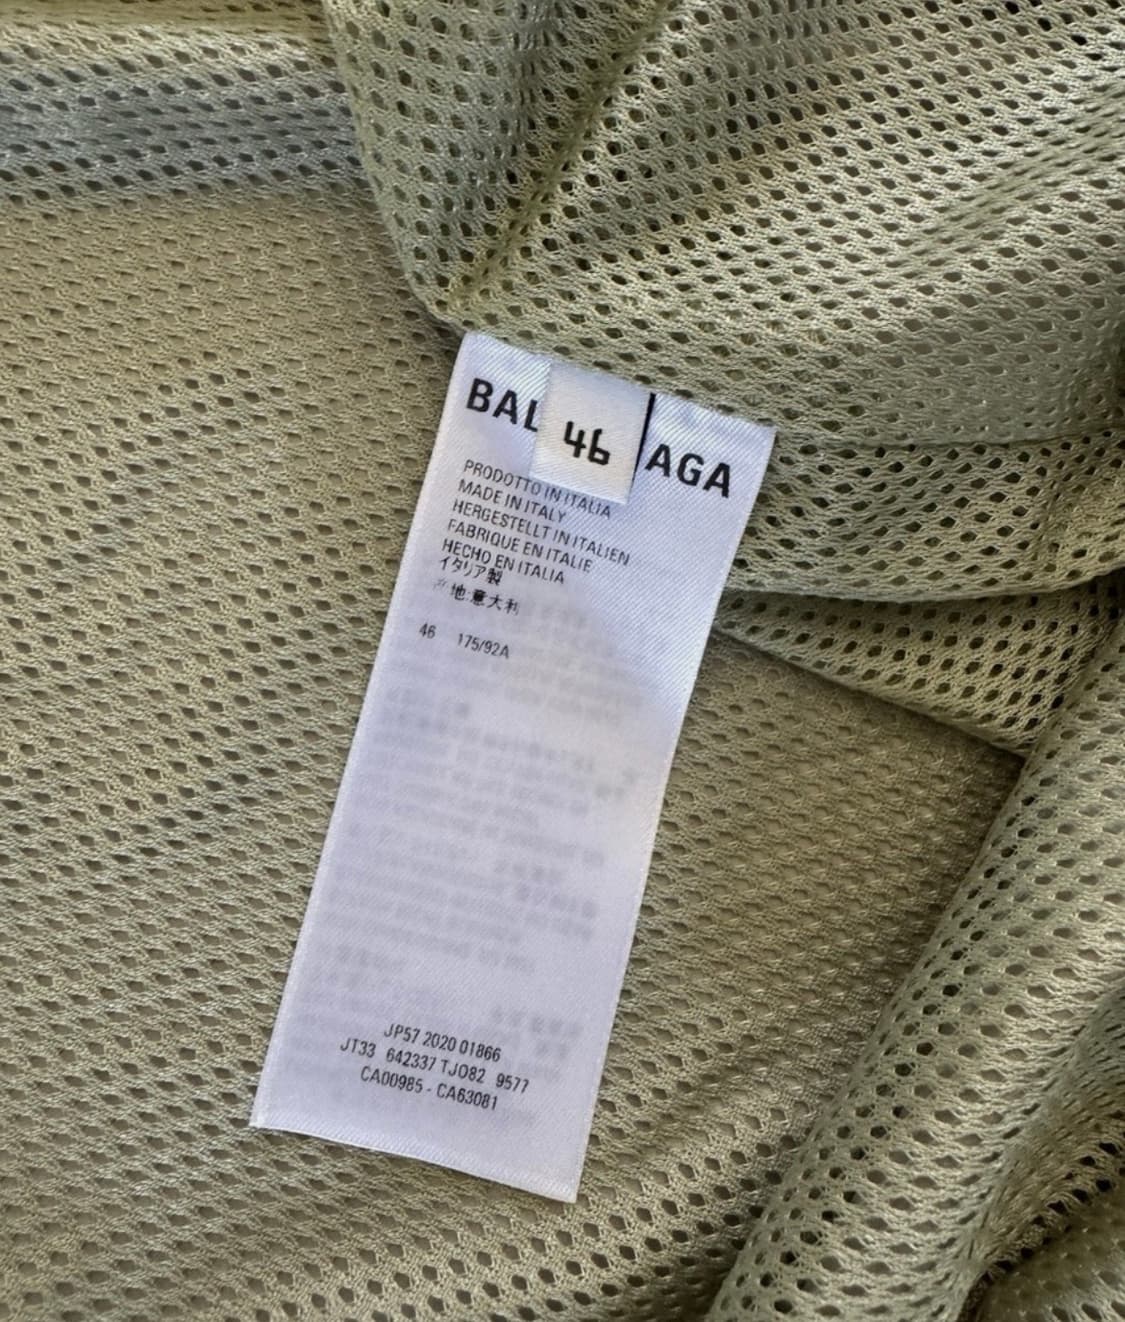 BAL
46
AGA
PRODOTTO IN ITALIA
MADE IN ITALY
HERGESTELLT IN ITALIEN
FABRIQUE EN ITALIE
HECHO EN ITALIA
イタリア製
产地:意大利
46 175/92A
JP57 2020 01866
JT33 642337 TJO82 9577
CA00985 - CA63081